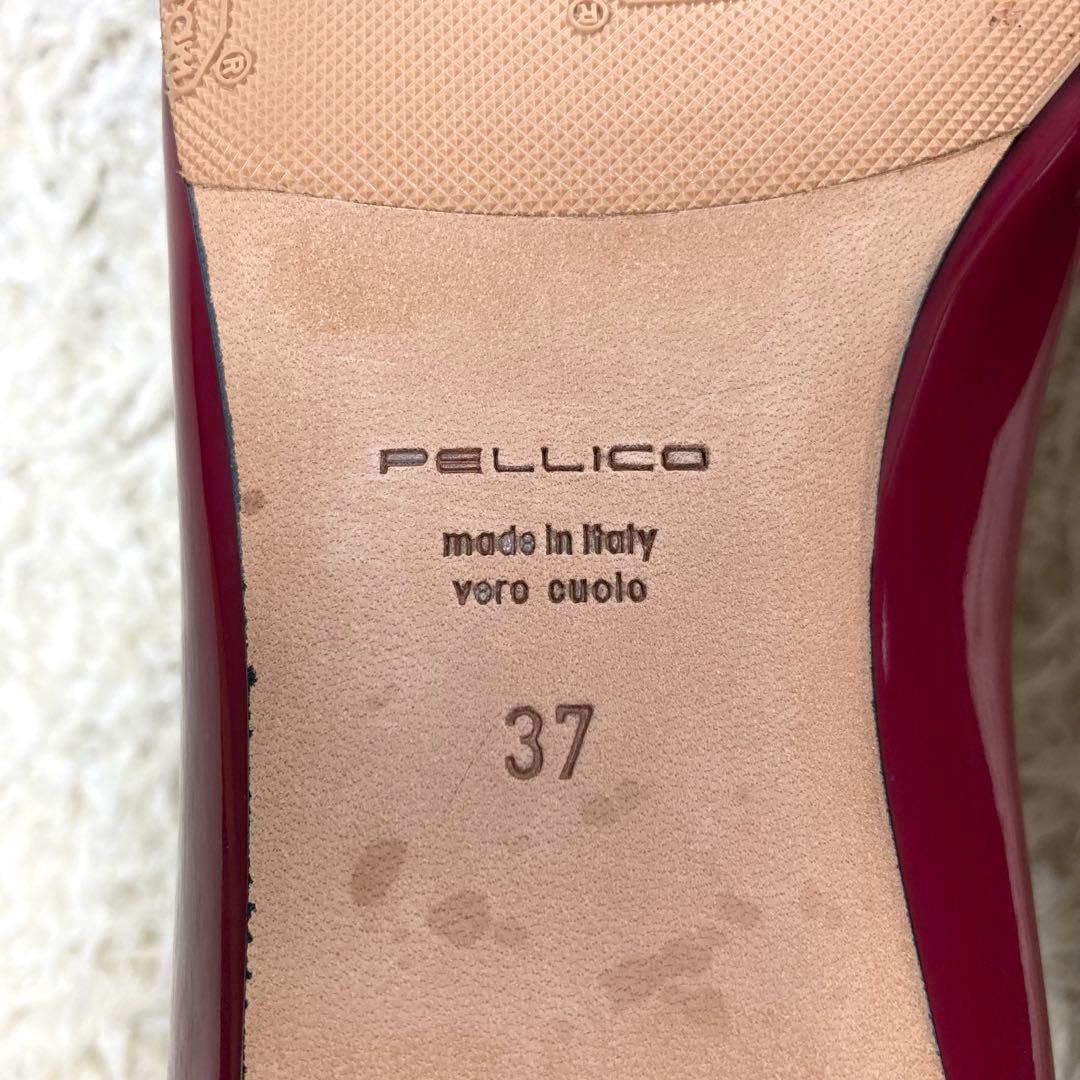 ®
®
PELLICO
made in Italy
vero cuoio
37